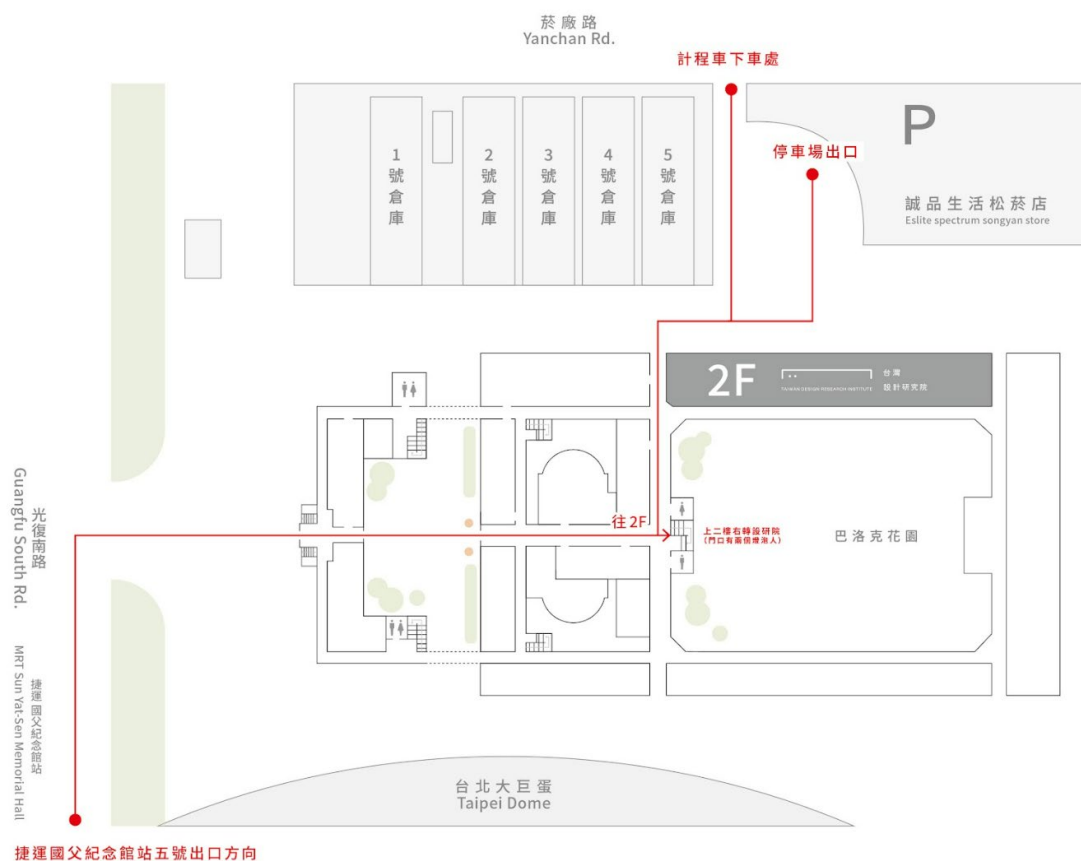 菸廠路
Yanchan Rd.
計程車下車處
P
停車場出口
誠品生活松菸店
Eslite spectrum songyan store
1號倉庫
2號倉庫
3號倉庫
4號倉庫
5號倉庫
2F
TAIWAN DESIGN RESEARCH INSTITUTE
台灣
設計研究院
往2F
上二樓右轉設研院
(門口有兩個燈泡人)
巴洛克花園
光復南路
Guangfu South Rd.
捷運 國父紀念館站
MRT Sun Yat-Sen Memorial Hall
台北大巨蛋
Taipei Dome
捷運國父紀念館站五號出口方向